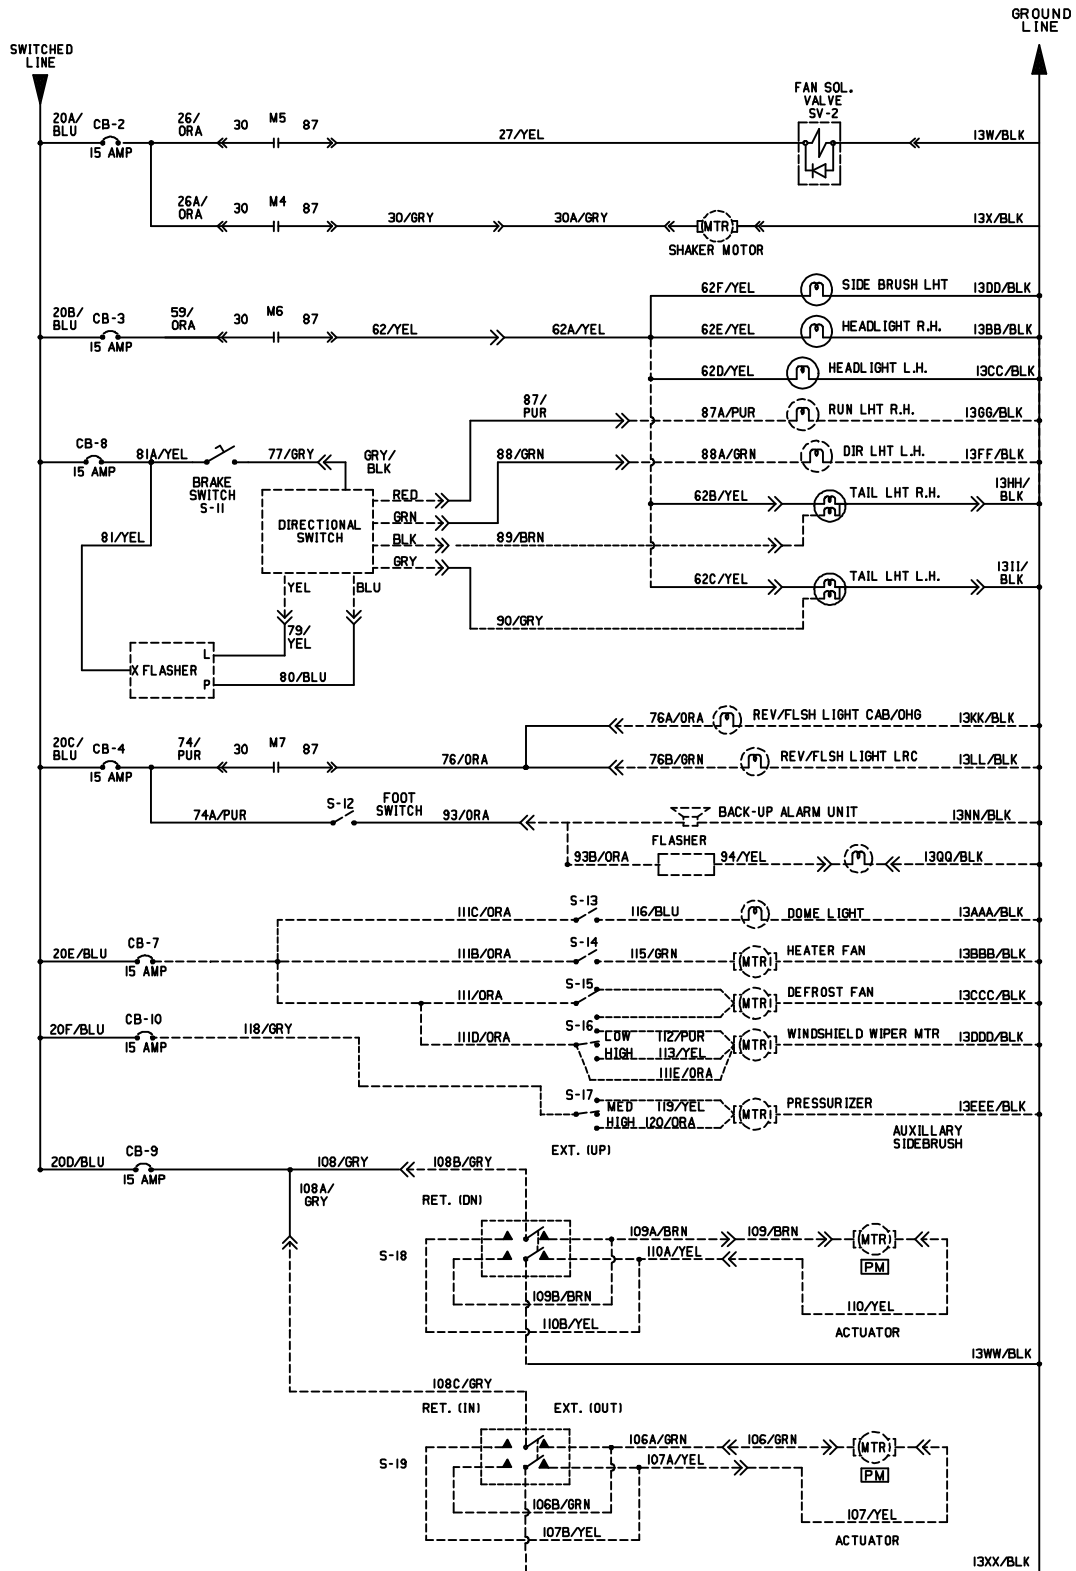 GROUND
LINE
SWITCHED
LINE
FAN SOL.
VALVE
SV-2
20A/
BLU
CB-2
15 AMP
26/
ORA
30
M5
87
27/YEL
13W/BLK
26A/
ORA
30
M4
87
30/GRY
30A/GRY
MTR
13X/BLK
SHAKER MOTOR
62F/YEL
SIDE BRUSH LHT
13DD/BLK
20B/
BLU
CB-3
15 AMP
59/
ORA
30
M6
87
62/YEL
62A/YEL
62E/YEL
HEADLIGHT R.H.
13BB/BLK
62D/YEL
HEADLIGHT L.H.
13CC/BLK
87/
PUR
87A/PUR
RUN LHT R.H.
13GG/BLK
CB-8
15 AMP
81A/YEL
BRAKE
SWITCH
S-11
77/GRY
GRY/
BLK
88/GRN
88A/GRN
DIR LHT L.H.
13FF/BLK
RED
62B/YEL
TAIL LHT R.H.
13HH/
BLK
DIRECTIONAL
SWITCH
GRN
81/YEL
BLK
89/BRN
GRY
62C/YEL
TAIL LHT L.H.
13II/
BLK
YEL
BLU
90/GRY
79/
YEL
X FLASHER
L
P
80/BLU
76A/ORA
REV/FLSH LIGHT CAB/OHG
13KK/BLK
20C/
BLU
CB-4
15 AMP
74/
PUR
30
M7
87
76/ORA
76B/GRN
REV/FLSH LIGHT LRC
13LL/BLK
74A/PUR
S-12
FOOT
SWITCH
93/ORA
BACK-UP ALARM UNIT
13NN/BLK
FLASHER
93B/ORA
94/YEL
13QQ/BLK
111C/ORA
S-13
116/BLU
DOME LIGHT
13AAA/BLK
20E/BLU
CB-7
15 AMP
111B/ORA
S-14
115/GRN
MTR
HEATER FAN
13BBB/BLK
111/ORA
S-15
MTR
DEFROST FAN
13CCC/BLK
20F/BLU
CB-10
15 AMP
118/GRY
111D/ORA
S-16
LOW
112/PUR
HIGH
113/YEL
111E/ORA
MTR
WINDSHIELD WIPER MTR
13DDD/BLK
S-17
MED
119/YEL
HIGH
120/ORA
MTR
PRESSURIZER
13EEE/BLK
AUXILLARY
SIDEBRUSH
EXT. (UP)
20D/BLU
CB-9
15 AMP
108/GRY
108B/GRY
108A/
GRY
RET. (DN)
S-18
109A/BRN
109/BRN
MTR
PM
110A/YEL
109B/BRN
110B/YEL
110/YEL
ACTUATOR
13WW/BLK
108C/GRY
RET. (IN)
EXT. (OUT)
S-19
106A/GRN
106/GRN
MTR
PM
107A/YEL
106B/GRN
107B/YEL
107/YEL
ACTUATOR
13XX/BLK